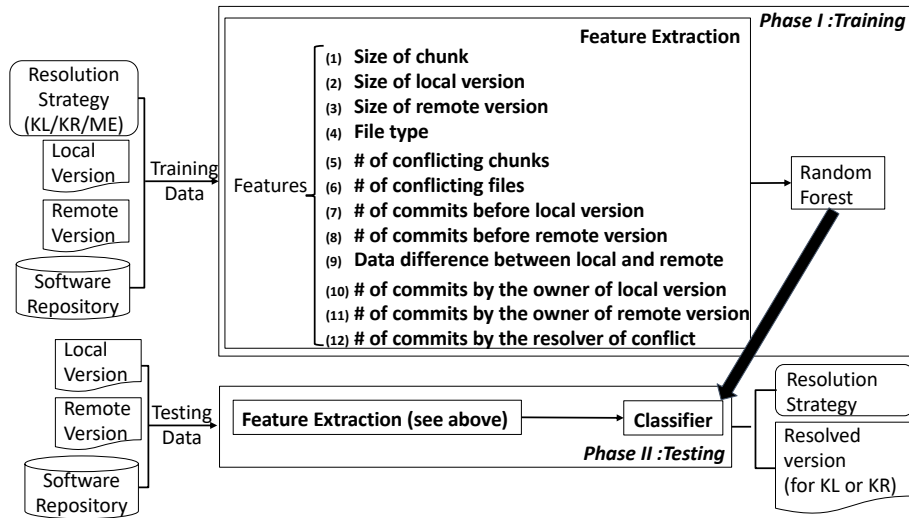 Phase I :Training
Feature Extraction
Resolution
Strategy
(KL/KR/ME)
Local
Version
Remote
Version
Software
Repository
Training
Data
Features
(1) Size of chunk
(2) Size of local version
(3) Size of remote version
(4) File type
(5) # of conflicting chunks
(6) # of conflicting files
(7) # of commits before local version
(8) # of commits before remote version
(9) Data difference between local and remote
(10) # of commits by the owner of local version
(11) # of commits by the owner of remote version
(12) # of commits by the resolver of conflict
Random
Forest
Local
Version
Remote
Version
Software
Repository
Testing
Data
Feature Extraction (see above)
Classifier
Phase II :Testing
Resolution
Strategy
Resolved
version
(for KL or KR)